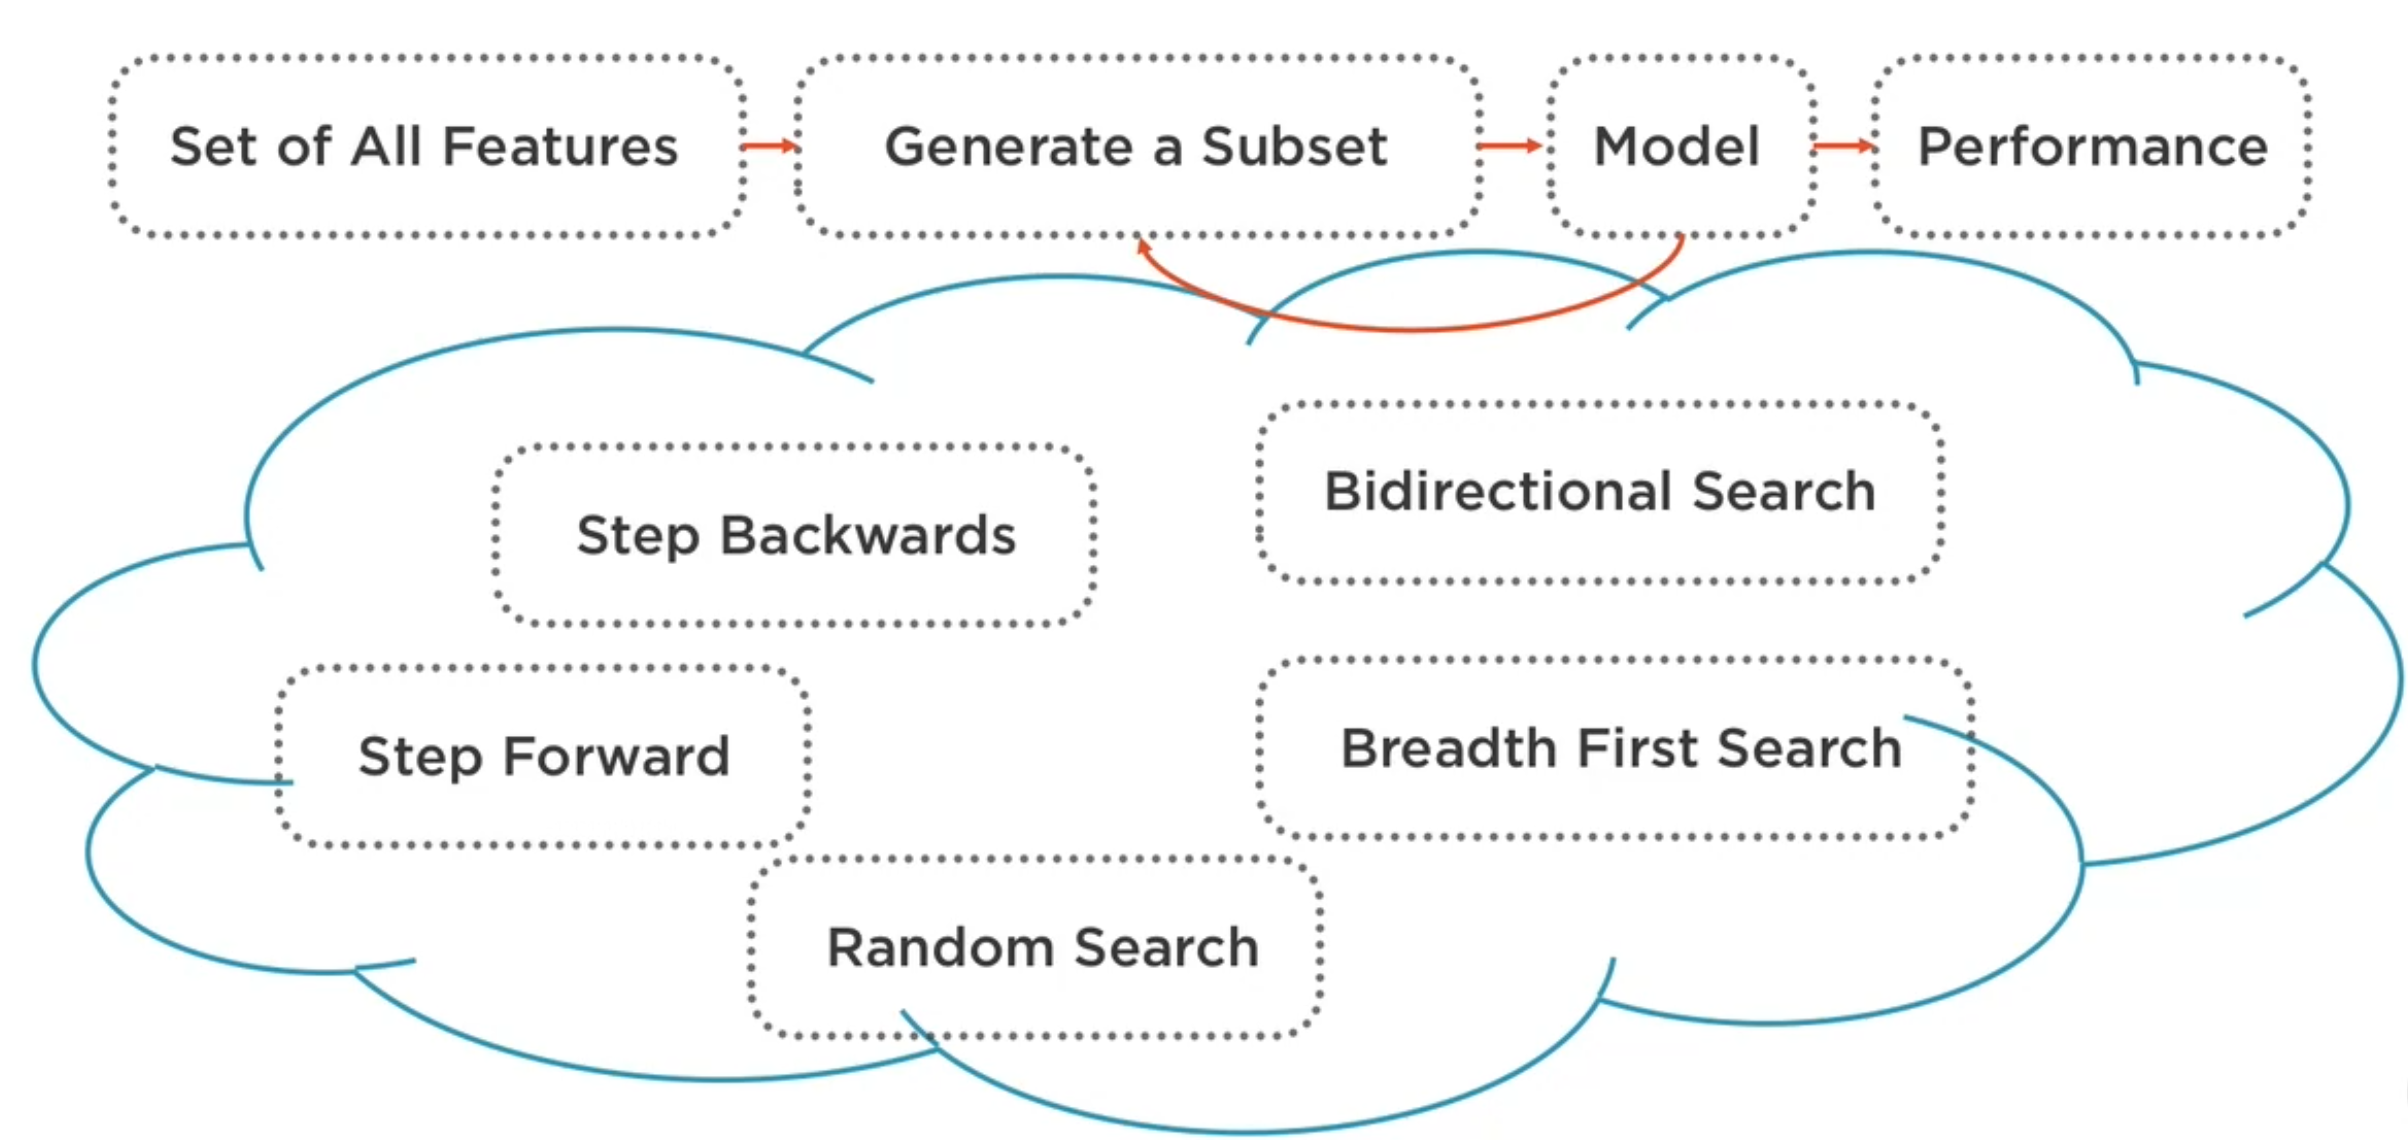 Set of All Features
Generate a Subset
Model
Performance
Step Backwards
Bidirectional Search
Step Forward
Breadth First Search
Random Search